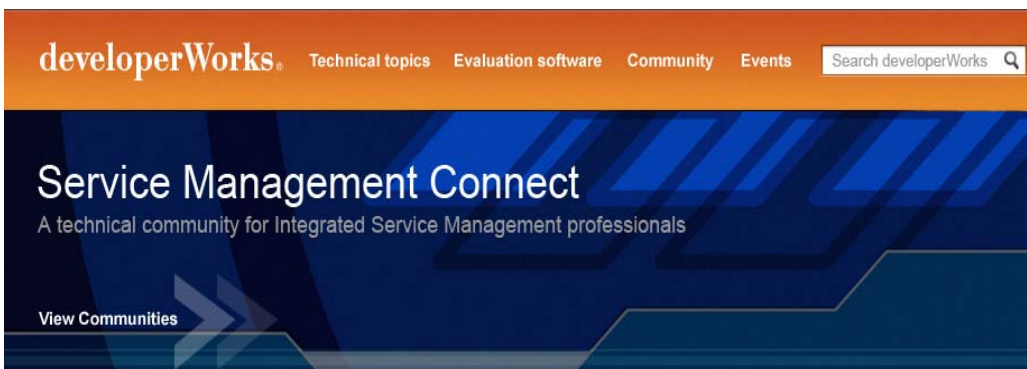 developerWorks® Technical topics Evaluation software Community Events Search developerWorks
Service Management Connect
A technical community for Integrated Service Management professionals
View Communities